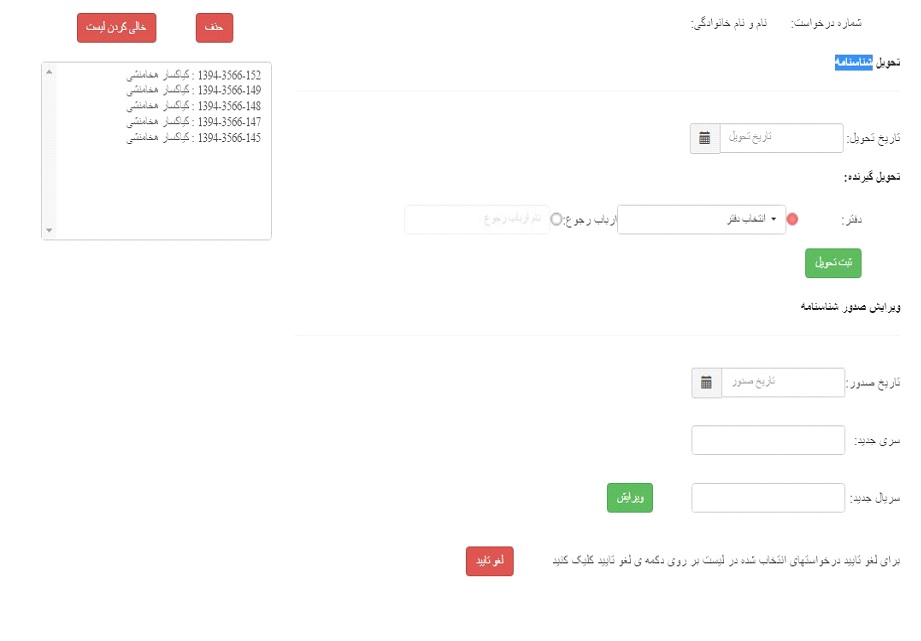 شماره درخواست: نام و نام خانوادگی:
تحویل شناسنامه
تاریخ تحویل: تاریخ تحویل
تحویل گیرنده:
دفتر: انتخاب دفتر ارباب رجوع: نام ارباب رجوع
ثبت تحویل
ویرایش صدور شناسنامه
تاریخ صدور: تاریخ صدور
سری جدید:
سریال جدید: ویرایش
برای لغو تایید درخواستهای انتخاب شده در لیست بر روی دکمه ی لغو تایید کلیک کنید لغو تایید
حذف خالی کردن لیست
1394-3566-152 : کیاکسار هخامنشی
1394-3566-149 : کیاکسار هخامنشی
1394-3566-148 : کیاکسار هخامنشی
1394-3566-147 : کیاکسار هخامنشی
1394-3566-145 : کیاکسار هخامنشی